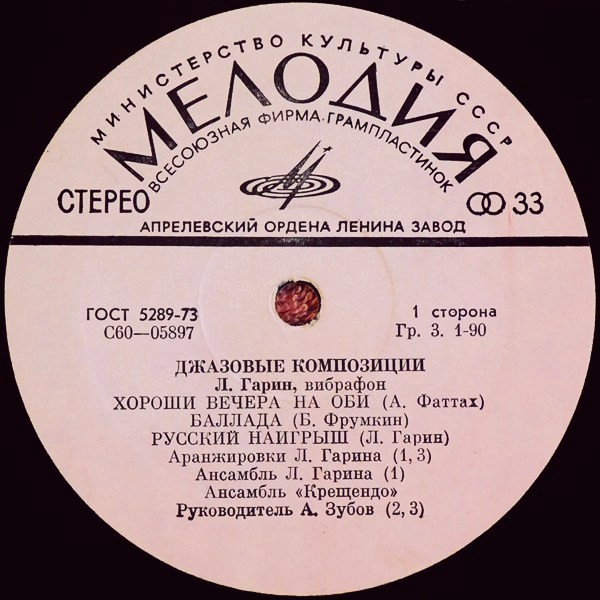 МИНИСТЕРСТВО КУЛЬТУРЫ СССР
МЕЛОДИЯ
ВСЕСОЮЗНАЯ ФИРМА ГРАМПЛАСТИНОК
СТЕРЕО
33
АПРЕЛЕВСКИЙ ОРДЕНА ЛЕНИНА ЗАВОД
ГОСТ 5289-73
1 сторона
С60—05897
Гр. 3. 1-90
ДЖАЗОВЫЕ КОМПОЗИЦИИ
Л. Гарин, вибрафон
ХОРОШИ ВЕЧЕРА НА ОБИ (А. Фаттах)
БАЛЛАДА (Б. Фрумкин)
РУССКИЙ НАИГРЫШ (Л. Гарин)
Аранжировки Л. Гарина (1, 3)
Ансамбль Л. Гарина (1)
Ансамбль «Крещендо»
Руководитель А. Зубов (2, 3)